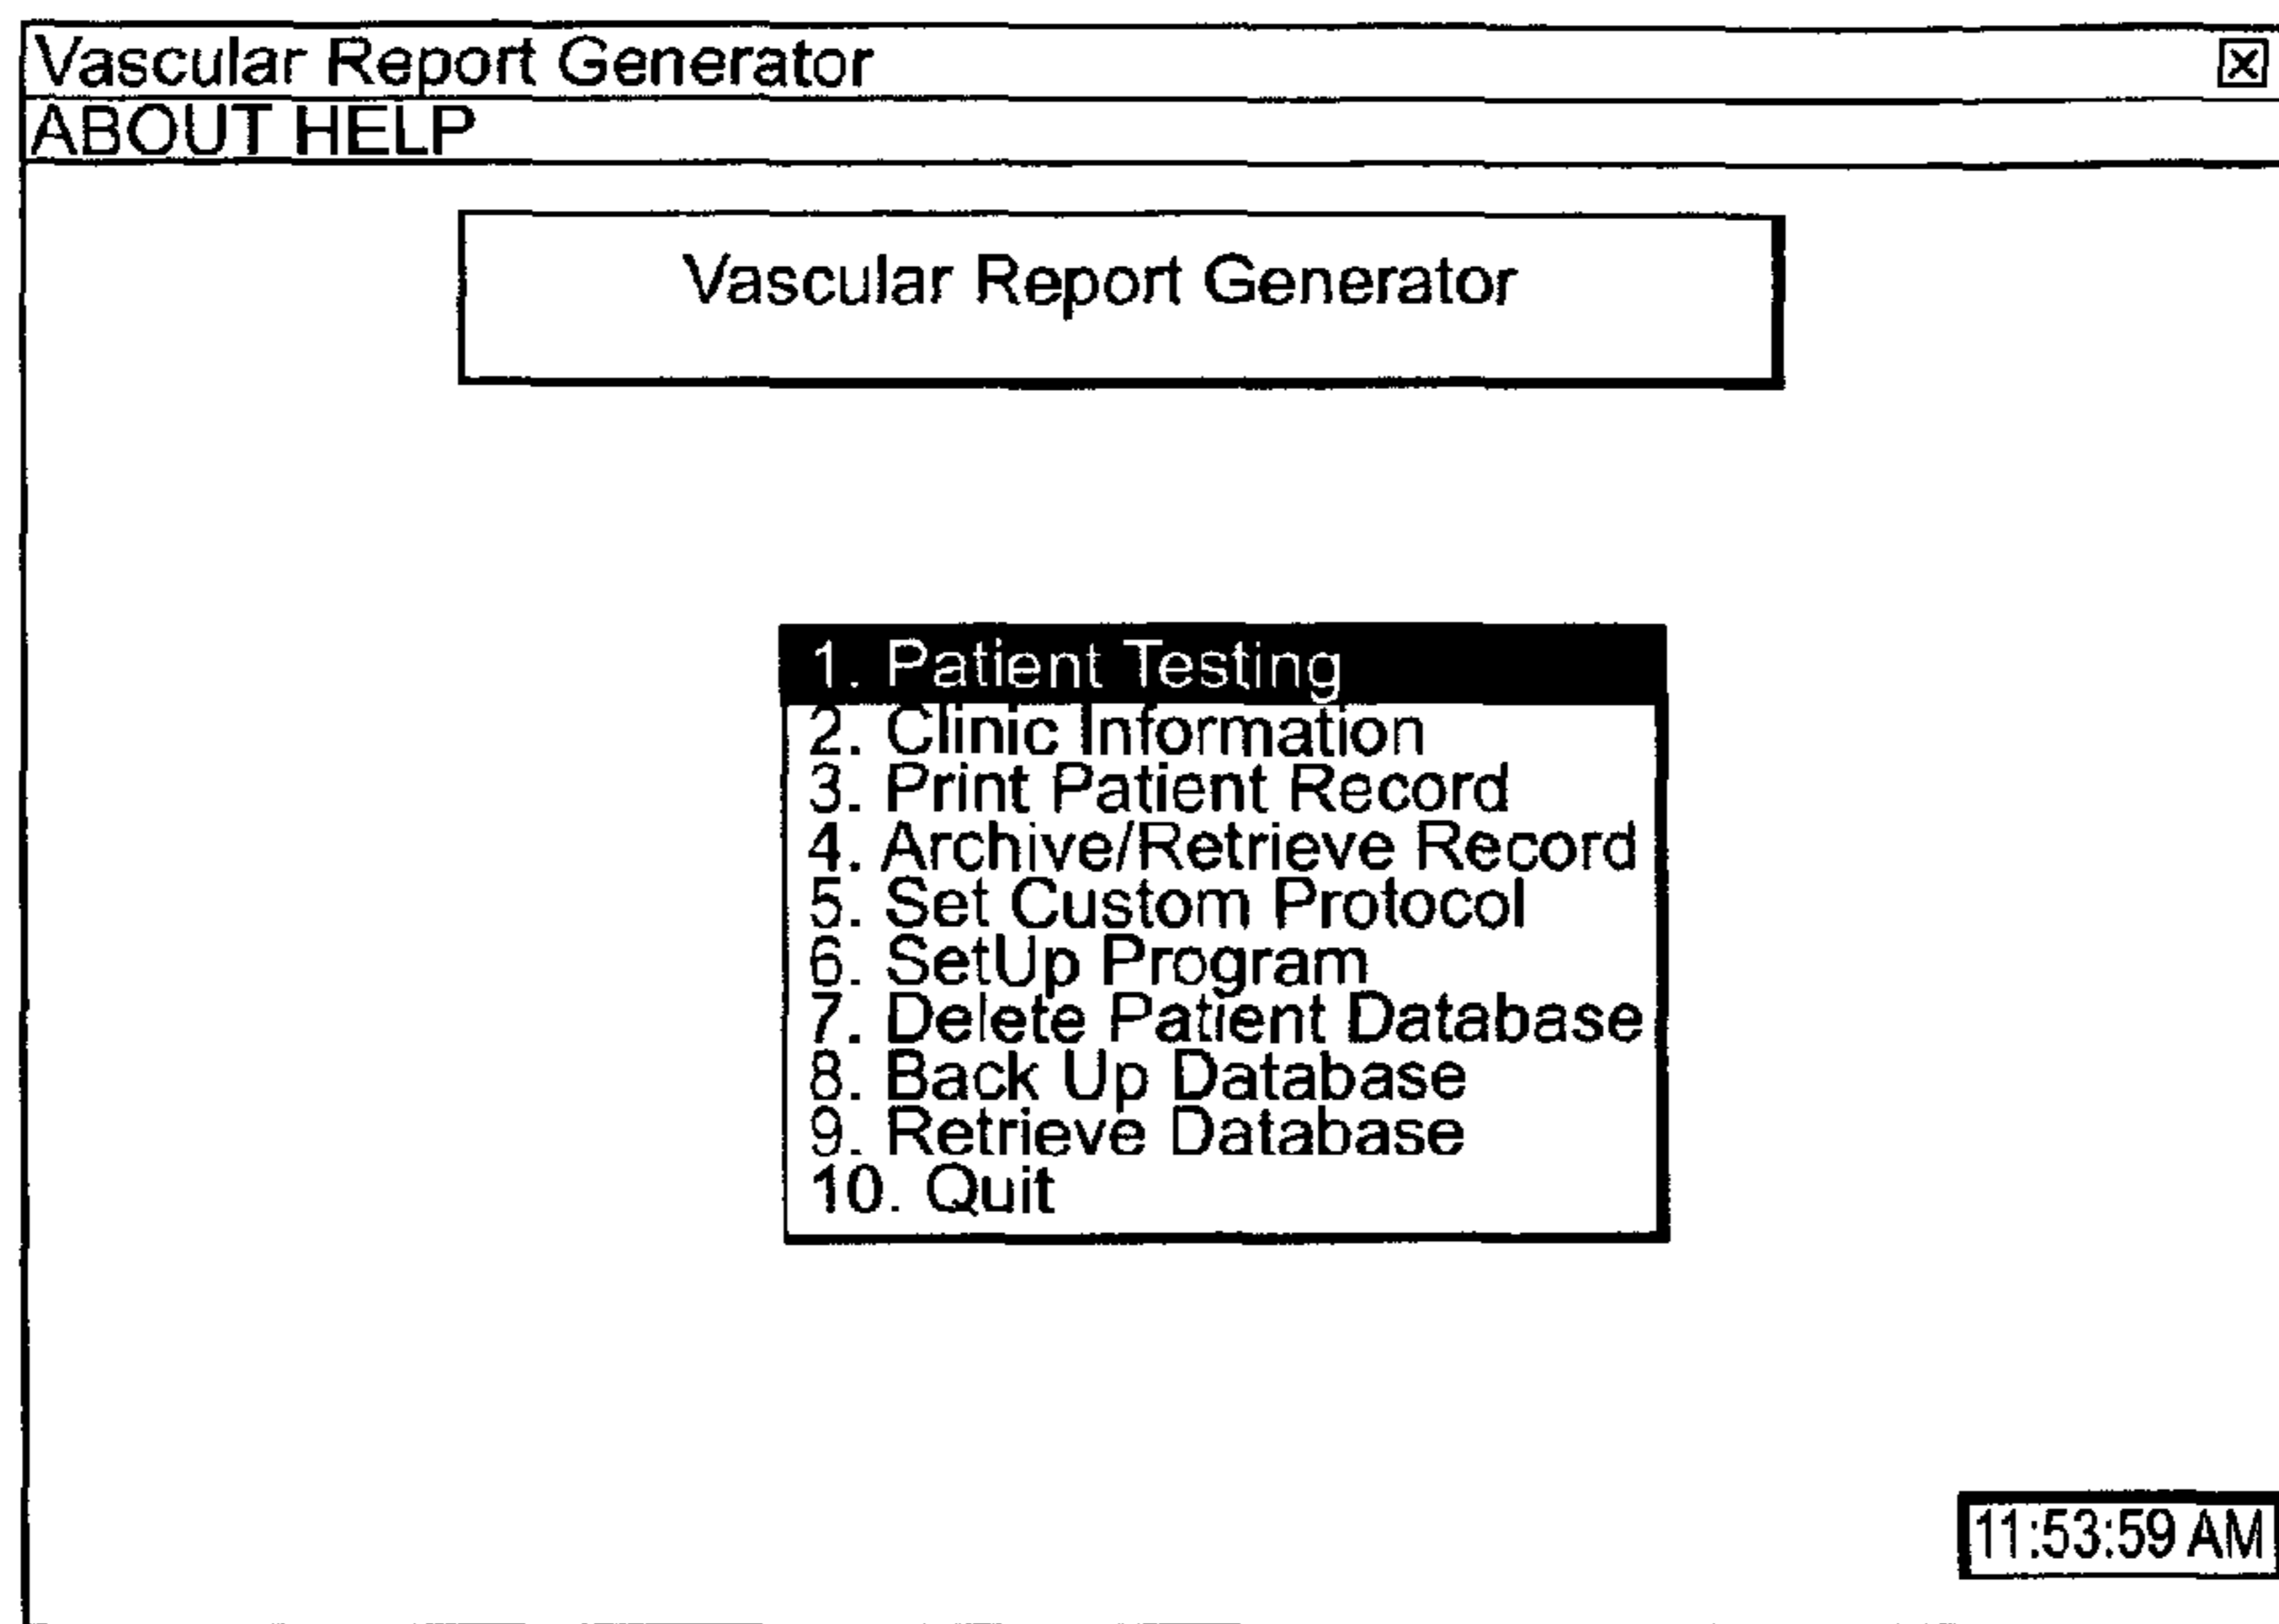 Vascular Report Generator
ABOUT HELP
Vascular Report Generator
1. Patient Testing
2. Clinic Information
3. Print Patient Record
4. Archive/Retrieve Record
5. Set Custom Protocol
6. SetUp Program
7. Delete Patient Database
8. Back Up Database
9. Retrieve Database
10. Quit
11:53:59 AM